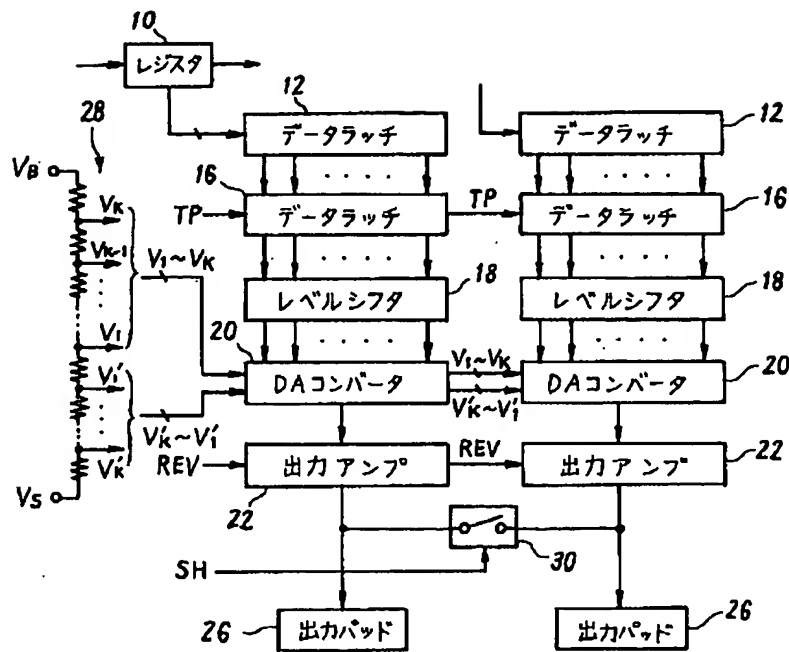 10
レジスタ
28
12
データラッチ
データラッチ
12
VB
16
TP
データラッチ
TP
データラッチ
16
VK
VK-1
V1
V1~VK
18
レベルシフタ
レベルシフタ
18
20
DAコンバータ
V1~VK
V'K~V'1
DAコンバータ
20
V1'
VK'
V'K~V'1
REV
出力アンプ
REV
出力アンプ
22
VS
22
SH
30
26
出力パッド
出力パッド
26